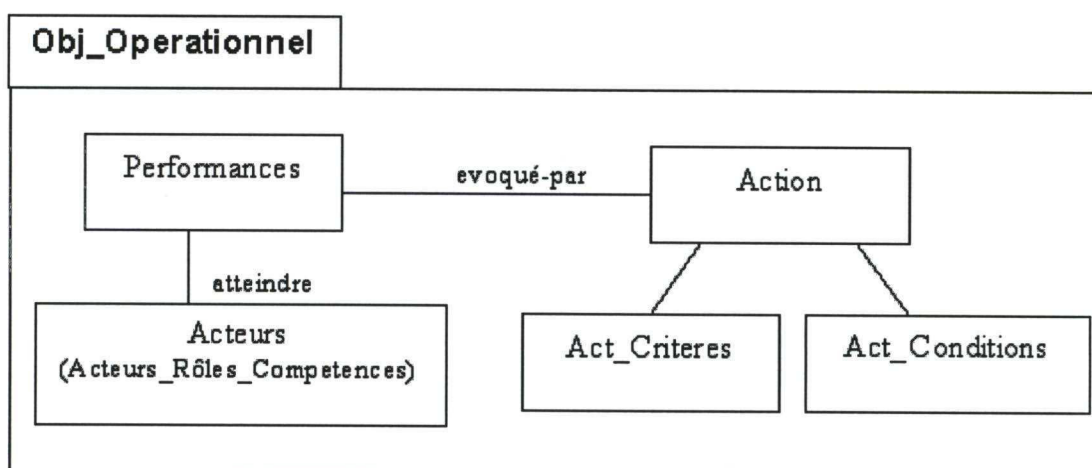 Obj_Operationnel
Performances
evoqué-par
Action
atteindre
Acteurs
(Acteurs_Rôles_Competences)
Act_Criteres
Act_Conditions